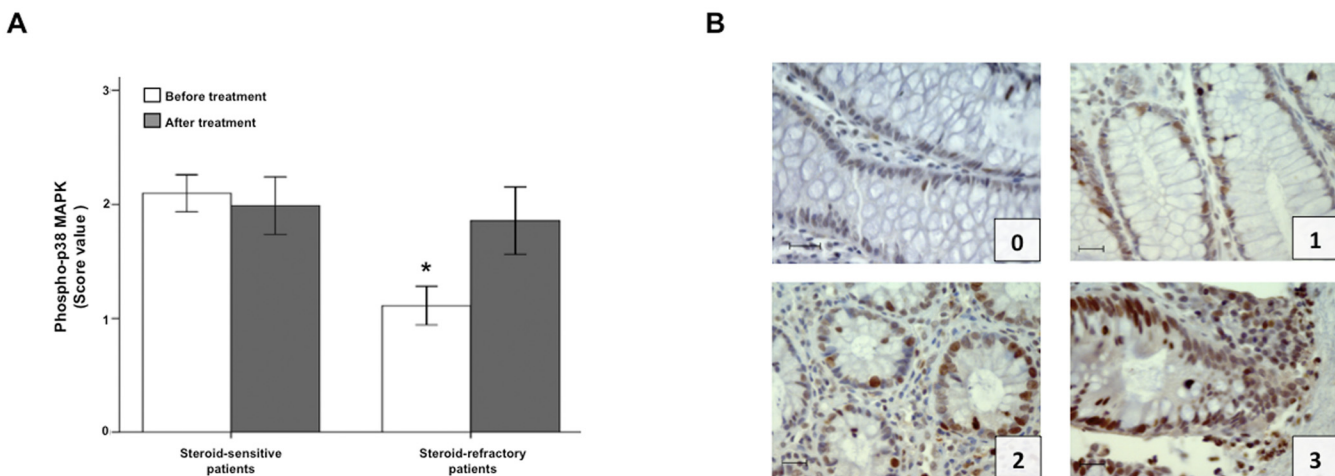 A
B
3
Before treatment
After treatment
2
1
0
Phospho-p38 MAPK
(Score value )
*
Steroid-sensitive
patients
Steroid-refractory
patients
0
1
2
3